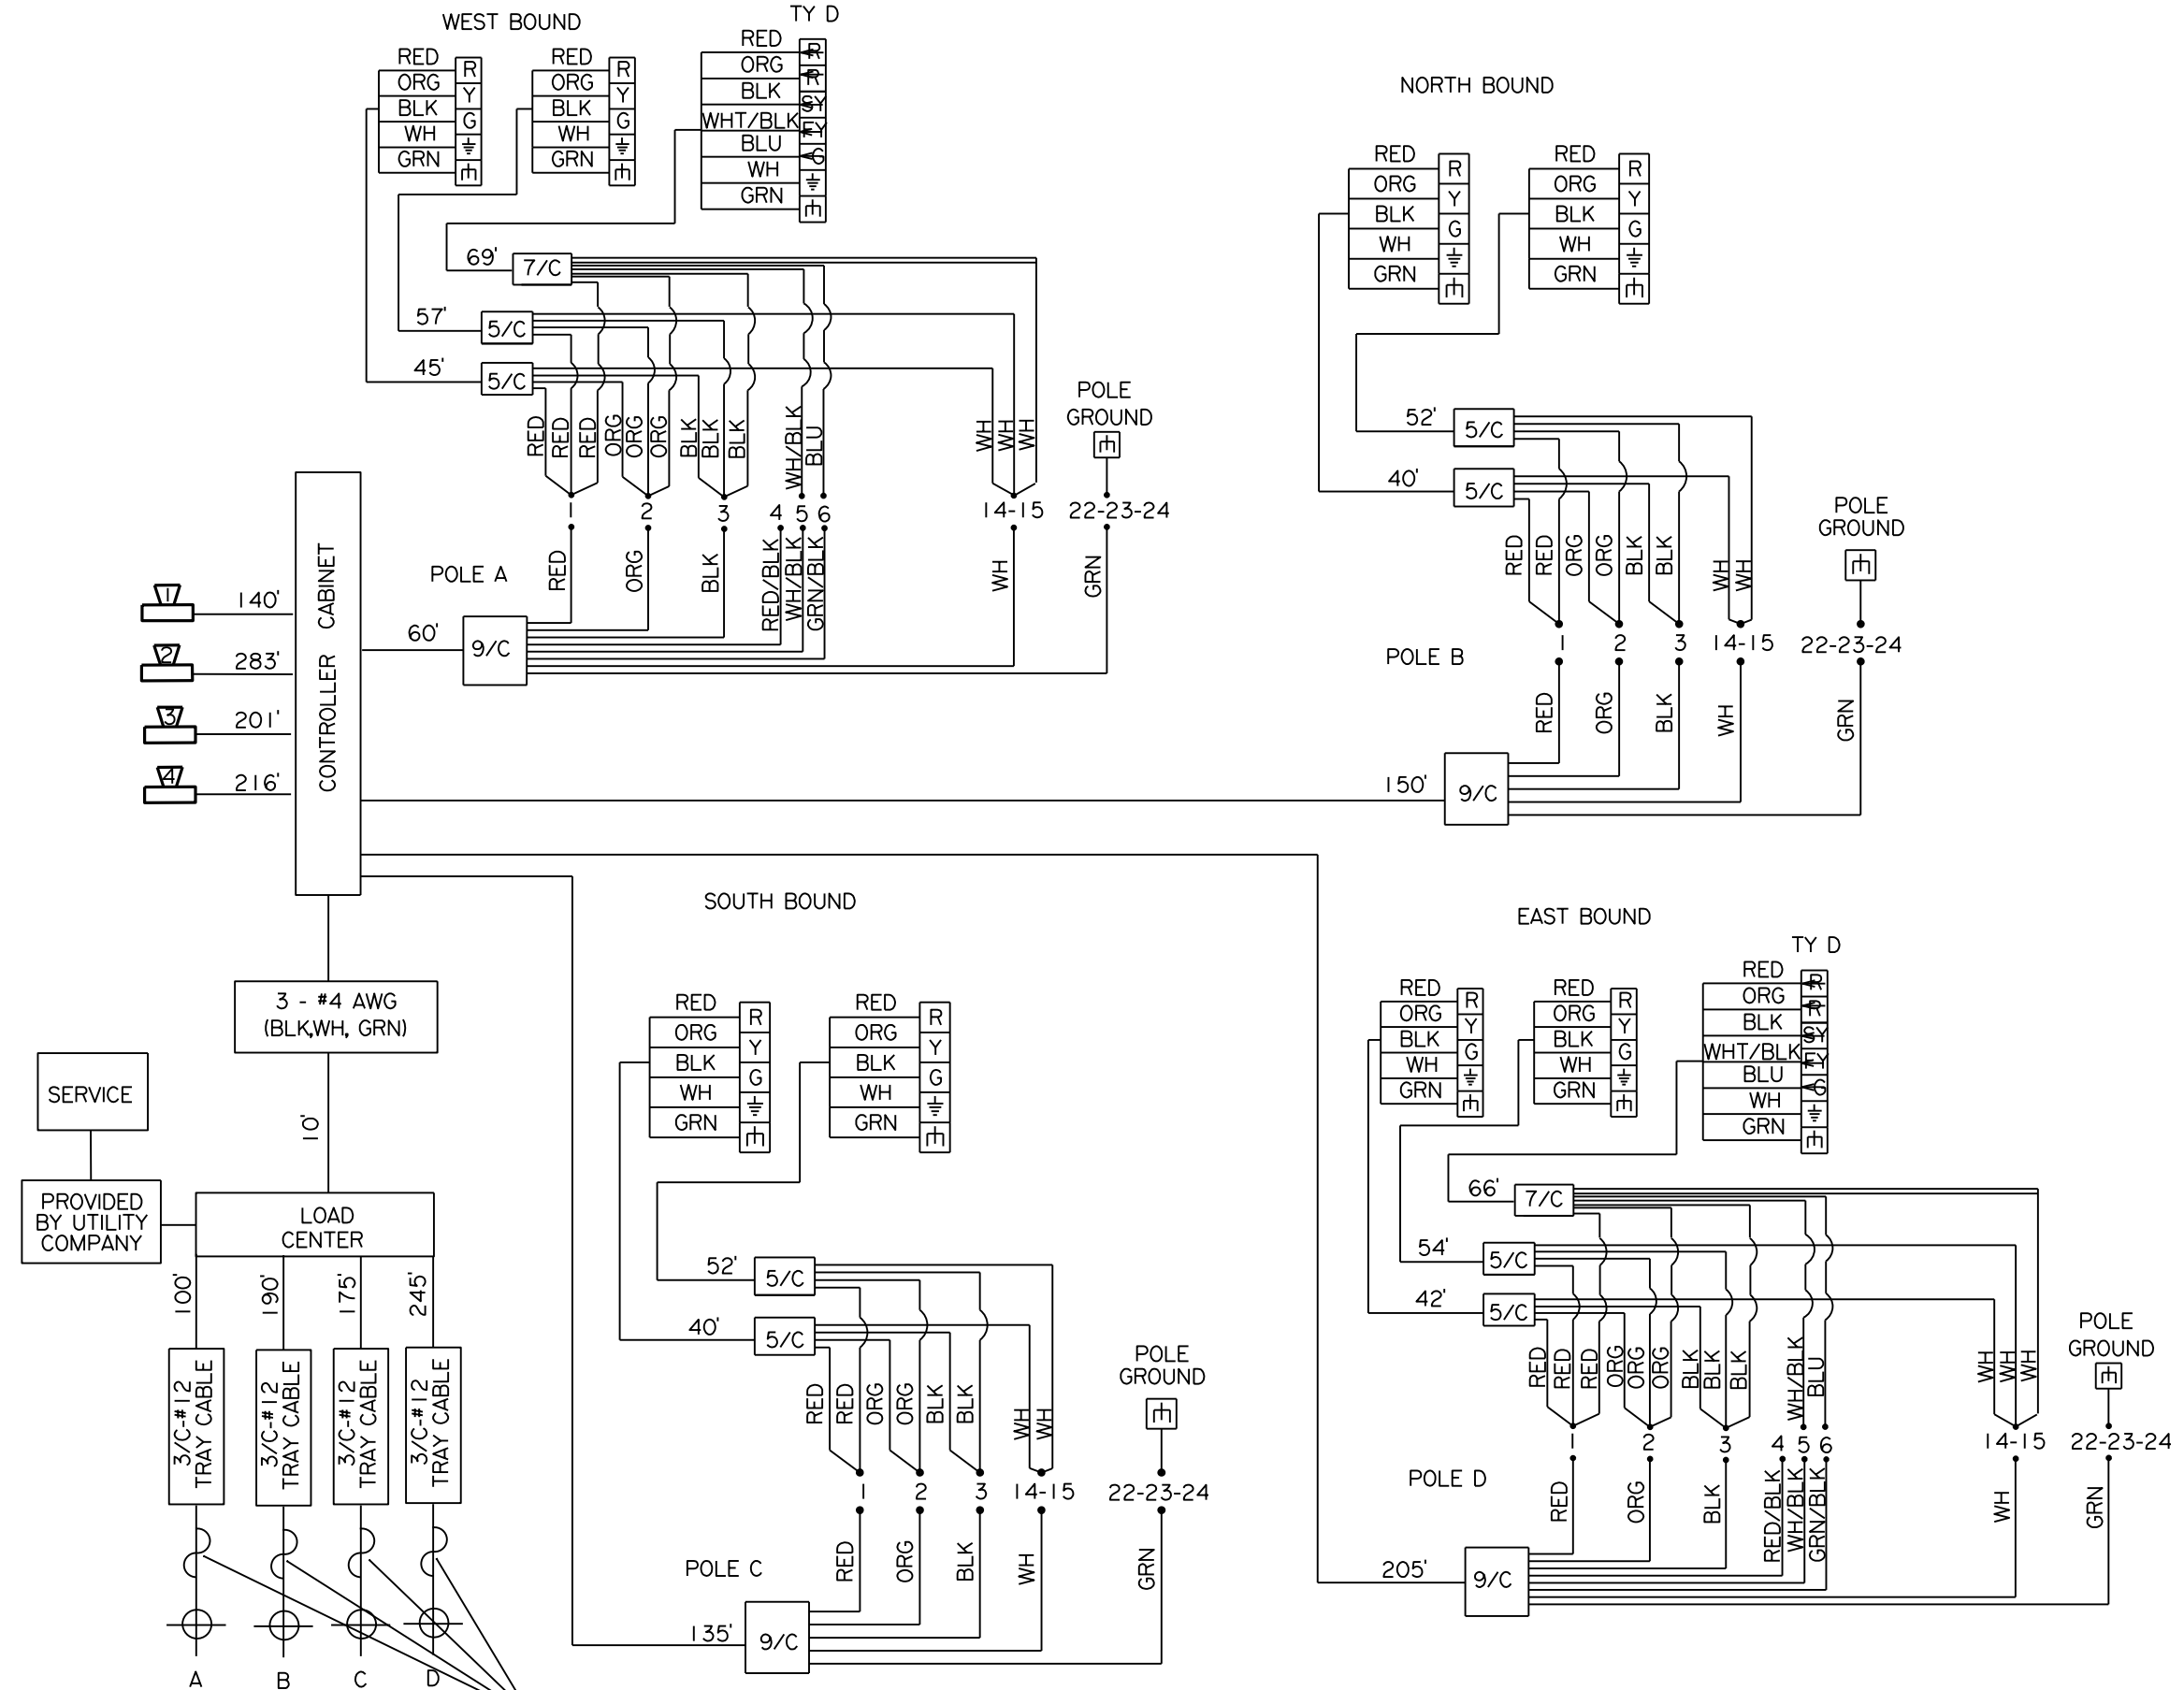 WEST BOUND
TY D
RED
ORG
BLK
WH
GRN
R
Y
G
RED
ORG
BLK
WH
GRN
R
Y
G
RED
ORG
BLK
WHT/BLK
BLU
WH
GRN
R
R
SY
FY
G
69'
7/C
57'
5/C
45'
5/C
RED
RED
RED
ORG
ORG
ORG
BLK
BLK
BLK
WH/BLK
BLU
WH
WH
WH
POLE
GROUND
1
2
3
4
5
6
14-15
22-23-24
POLE A
RED
ORG
BLK
RED/BLK
WH/BLK
GRN/BLK
WH
GRN
60'
9/C
NORTH BOUND
RED
ORG
BLK
WH
GRN
R
Y
G
RED
ORG
BLK
WH
GRN
R
Y
G
52'
5/C
40'
5/C
RED
RED
ORG
ORG
BLK
BLK
WH
WH
POLE
GROUND
1
2
3
14-15
22-23-24
POLE B
RED
ORG
BLK
WH
GRN
150'
9/C
CONTROLLER CABINET
1
140'
2
283'
3
201'
4
216'
3 - #4 AWG
(BLK,WH, GRN)
10'
SERVICE
PROVIDED
BY UTILITY
COMPANY
LOAD
CENTER
100'
190'
175'
245'
3/C-#12
TRAY CABLE
3/C-#12
TRAY CABLE
3/C-#12
TRAY CABLE
3/C-#12
TRAY CABLE
A
B
C
D
SOUTH BOUND
RED
ORG
BLK
WH
GRN
R
Y
G
RED
ORG
BLK
WH
GRN
R
Y
G
52'
5/C
40'
5/C
RED
RED
ORG
ORG
BLK
BLK
WH
WH
POLE
GROUND
1
2
3
14-15
22-23-24
POLE C
RED
ORG
BLK
WH
GRN
135'
9/C
EAST BOUND
TY D
RED
ORG
BLK
WH
GRN
R
Y
G
RED
ORG
BLK
WH
GRN
R
Y
G
RED
ORG
BLK
WHT/BLK
BLU
WH
GRN
R
R
SY
FY
G
66'
7/C
54'
5/C
42'
5/C
RED
RED
RED
ORG
ORG
ORG
BLK
BLK
BLK
WH/BLK
BLU
WH
WH
WH
POLE
GROUND
1
2
3
4
5
6
14-15
22-23-24
POLE D
RED
ORG
BLK
RED/BLK
WH/BLK
GRN/BLK
WH
GRN
205'
9/C